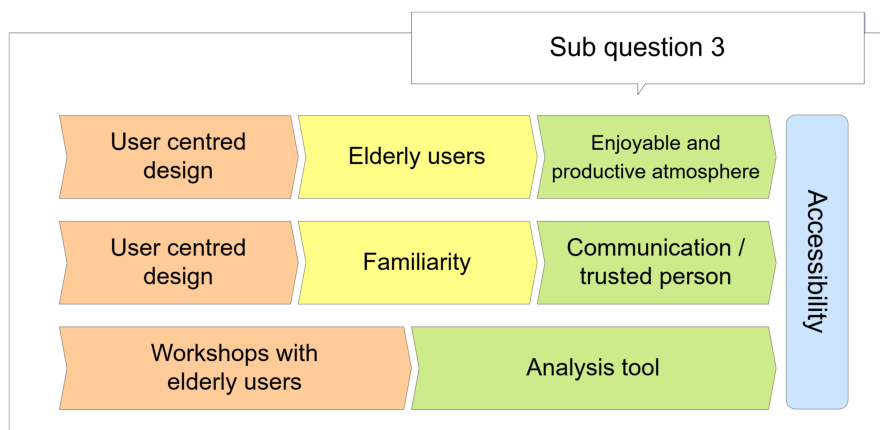 Sub question 3
User centred
design
Elderly users
Enjoyable and
productive atmosphere
User centred
design
Familiarity
Communication /
trusted person
Workshops with
elderly users
Analysis tool
Accessibility